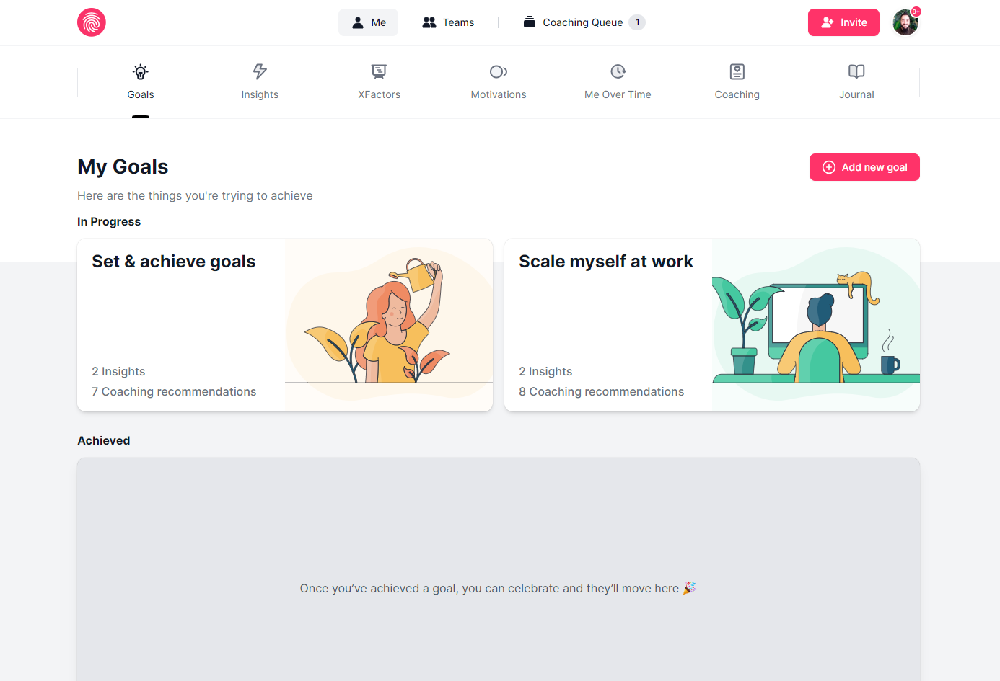 Me
Teams
Coaching Queue 1
Invite
9+
Goals
Insights
XFactors
Motivations
Me Over Time
Coaching
Journal
My Goals
Add new goal
Here are the things you're trying to achieve
In Progress
Set & achieve goals
2 Insights
7 Coaching recommendations
Scale myself at work
2 Insights
8 Coaching recommendations
Achieved
Once you’ve achieved a goal, you can celebrate and they’ll move here 🎉